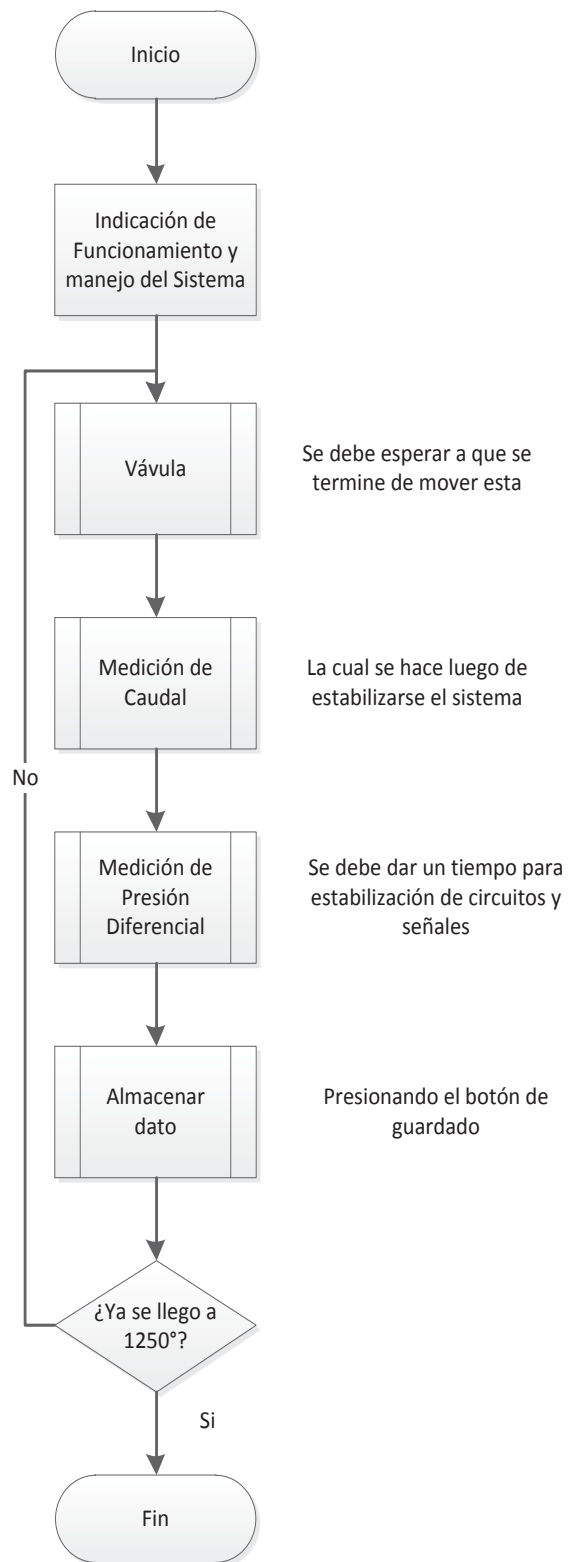 Inicio
Indicación de
Funcionamiento y
manejo del Sistema
Vávula
Se debe esperar a que se
termine de mover esta
Medición de
Caudal
La cual se hace luego de
estabilizarse el sistema
No
Medición de
Presión
Diferencial
Se debe dar un tiempo para
estabilización de circuitos y
señales
Almacenar
dato
Presionando el botón de
guardado
¿Ya se llego a
1250°?
Si
Fin